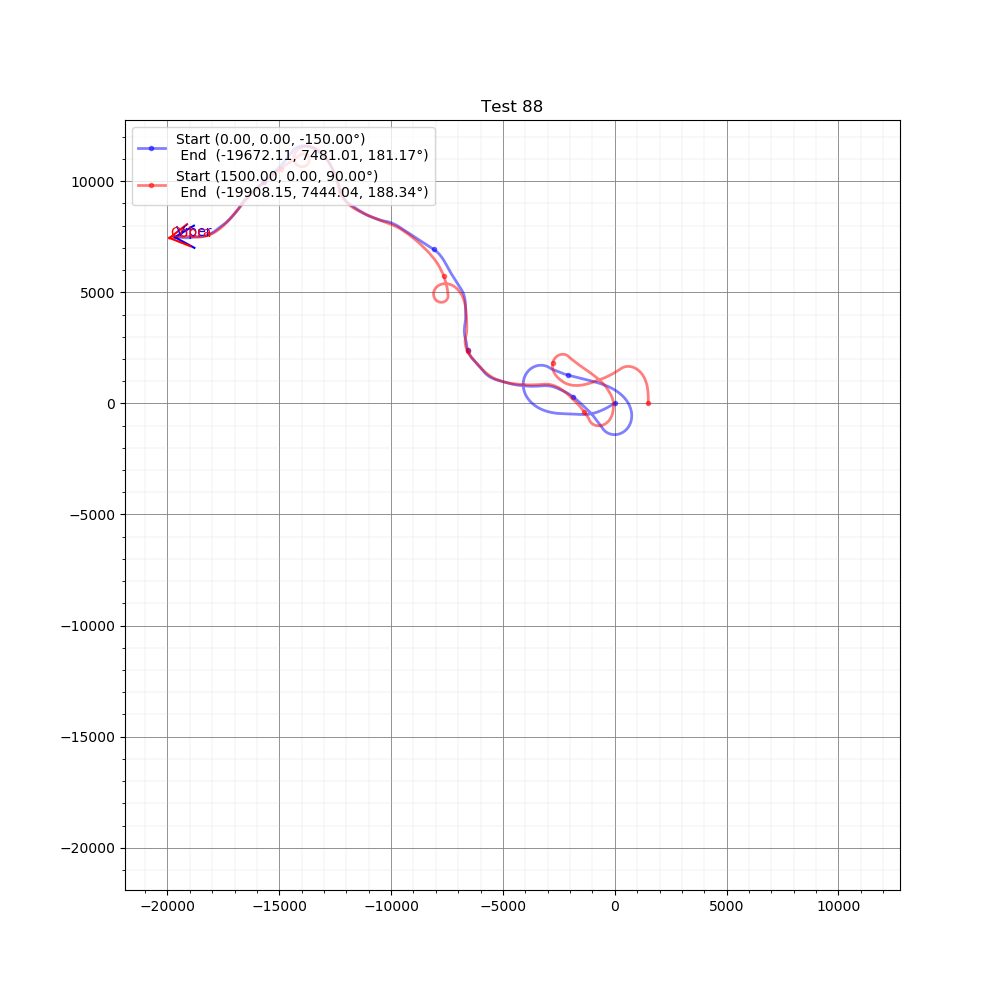 Test 88
Start (0.00, 0.00, -150.00°)
End (-19672.11, 7481.01, 181.17°)
Start (1500.00, 0.00, 90.00°)
End (-19908.15, 7444.04, 188.34°)
10000
5000
0
−5000
−10000
−15000
−20000
−20000 −15000 −10000 −5000 0 5000 10000